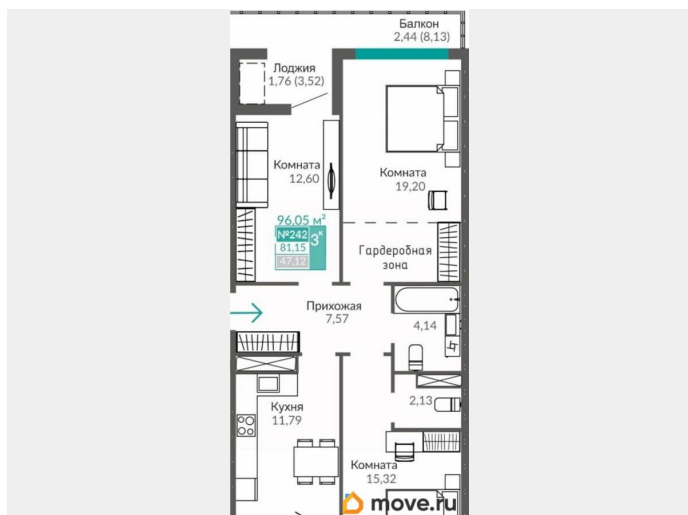 Балкон
2,44 (8,13)
Лоджия
1,76 (3,52)
Комната
12,60
Комната
19,20
96,05 м²
№242
3к
81,15
47,12
Гардеробная
зона
Прихожая
7,57
4,14
2,13
Кухня
11,79
Комната
15,32
move.ru